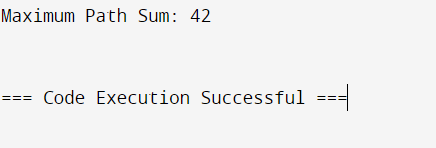 Maximum Path Sum: 42
=== Code Execution Successful ===